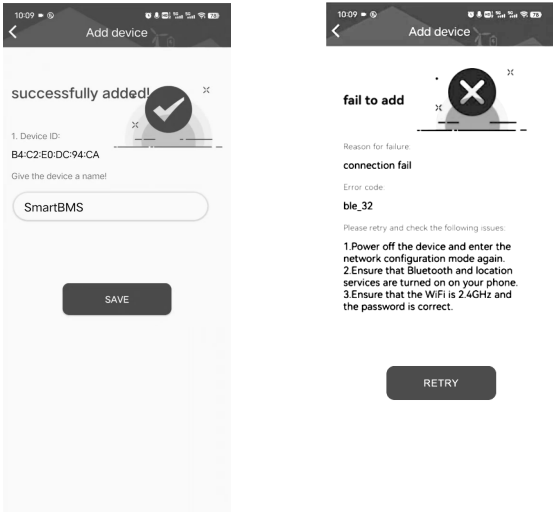 10:09
78
Add device
successfully added!
1. Device ID:
B4:C2:E0:DC:94:CA
Give the device a name!
SmartBMS
SAVE
10:09
78
Add device
fail to add
Reason for failure:
connection fail
Error code:
ble_32
Please retry and check the following issues:
1.Power off the device and enter the
network configuration mode again.
2.Ensure that Bluetooth and location
services are turned on on your phone.
3.Ensure that the WiFi is 2.4GHz and
the password is correct.
RETRY